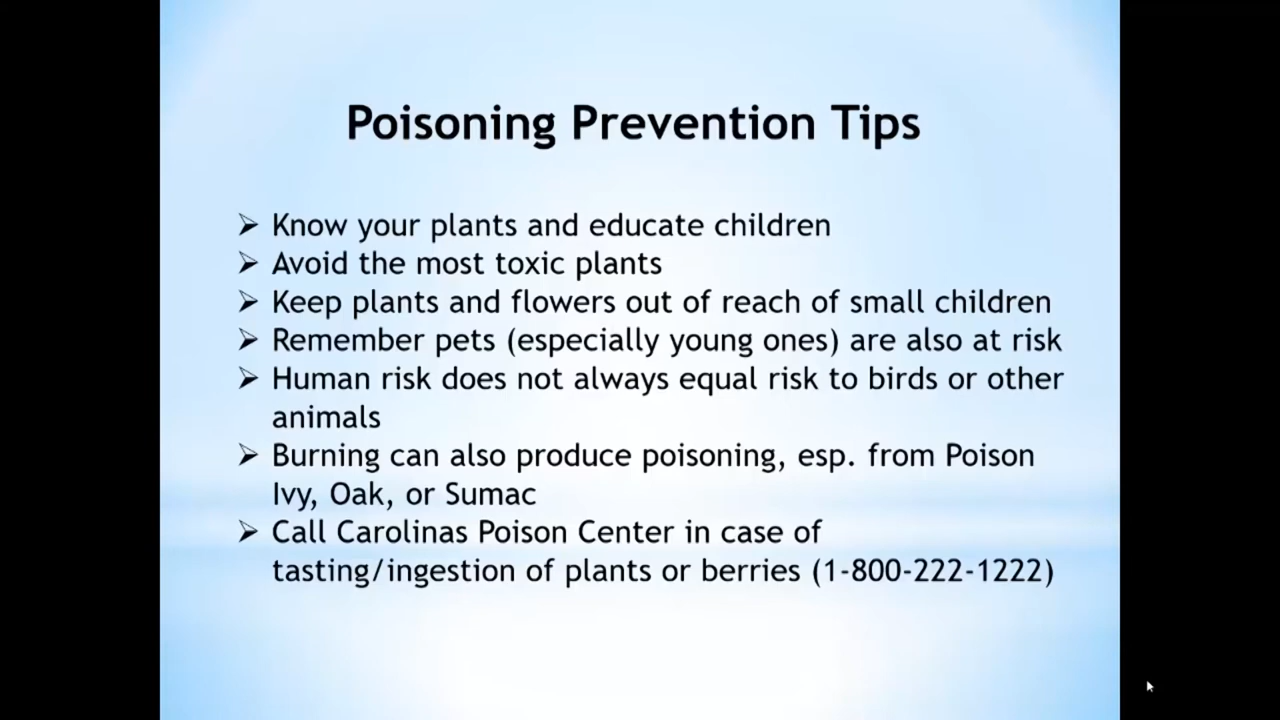 Poisoning Prevention Tips
➢ Know your plants and educate children
➢ Avoid the most toxic plants
➢ Keep plants and flowers out of reach of small children
➢ Remember pets (especially young ones) are also at risk
➢ Human risk does not always equal risk to birds or other
animals
➢ Burning can also produce poisoning, esp. from Poison
Ivy, Oak, or Sumac
➢ Call Carolinas Poison Center in case of
tasting/ingestion of plants or berries (1-800-222-1222)